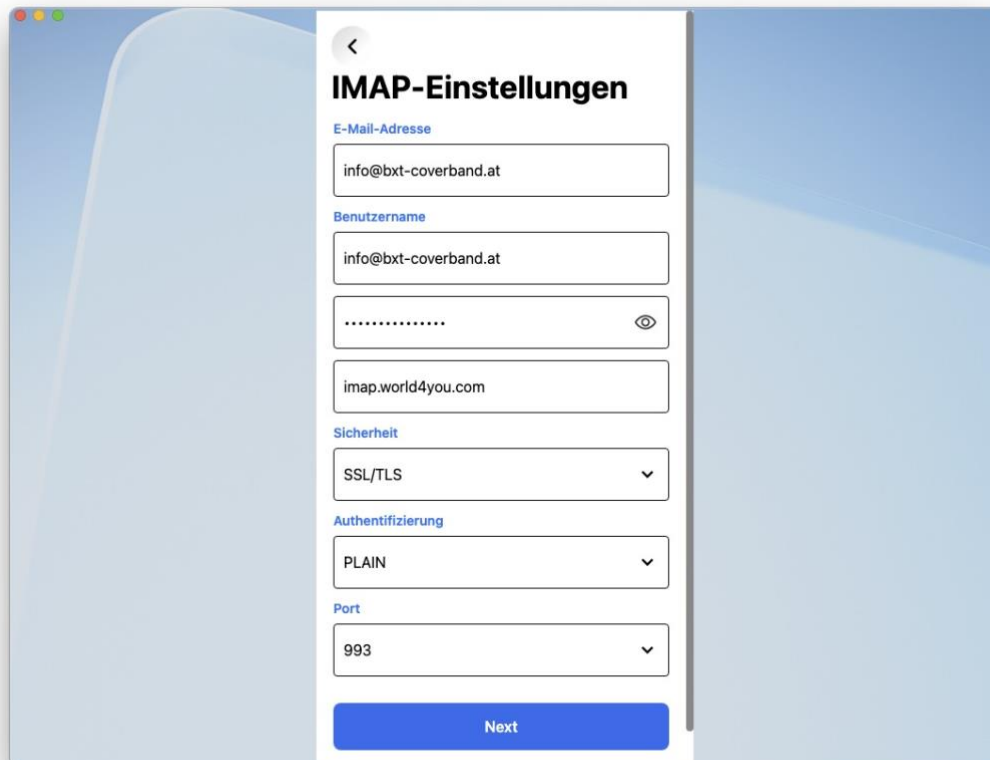 IMAP-Einstellungen
E-Mail-Adresse
info@bxt-coverband.at
Benutzername
info@bxt-coverband.at
•••••••••••••••
imap.world4you.com
Sicherheit
SSL/TLS
Authentifizierung
PLAIN
Port
993
Next